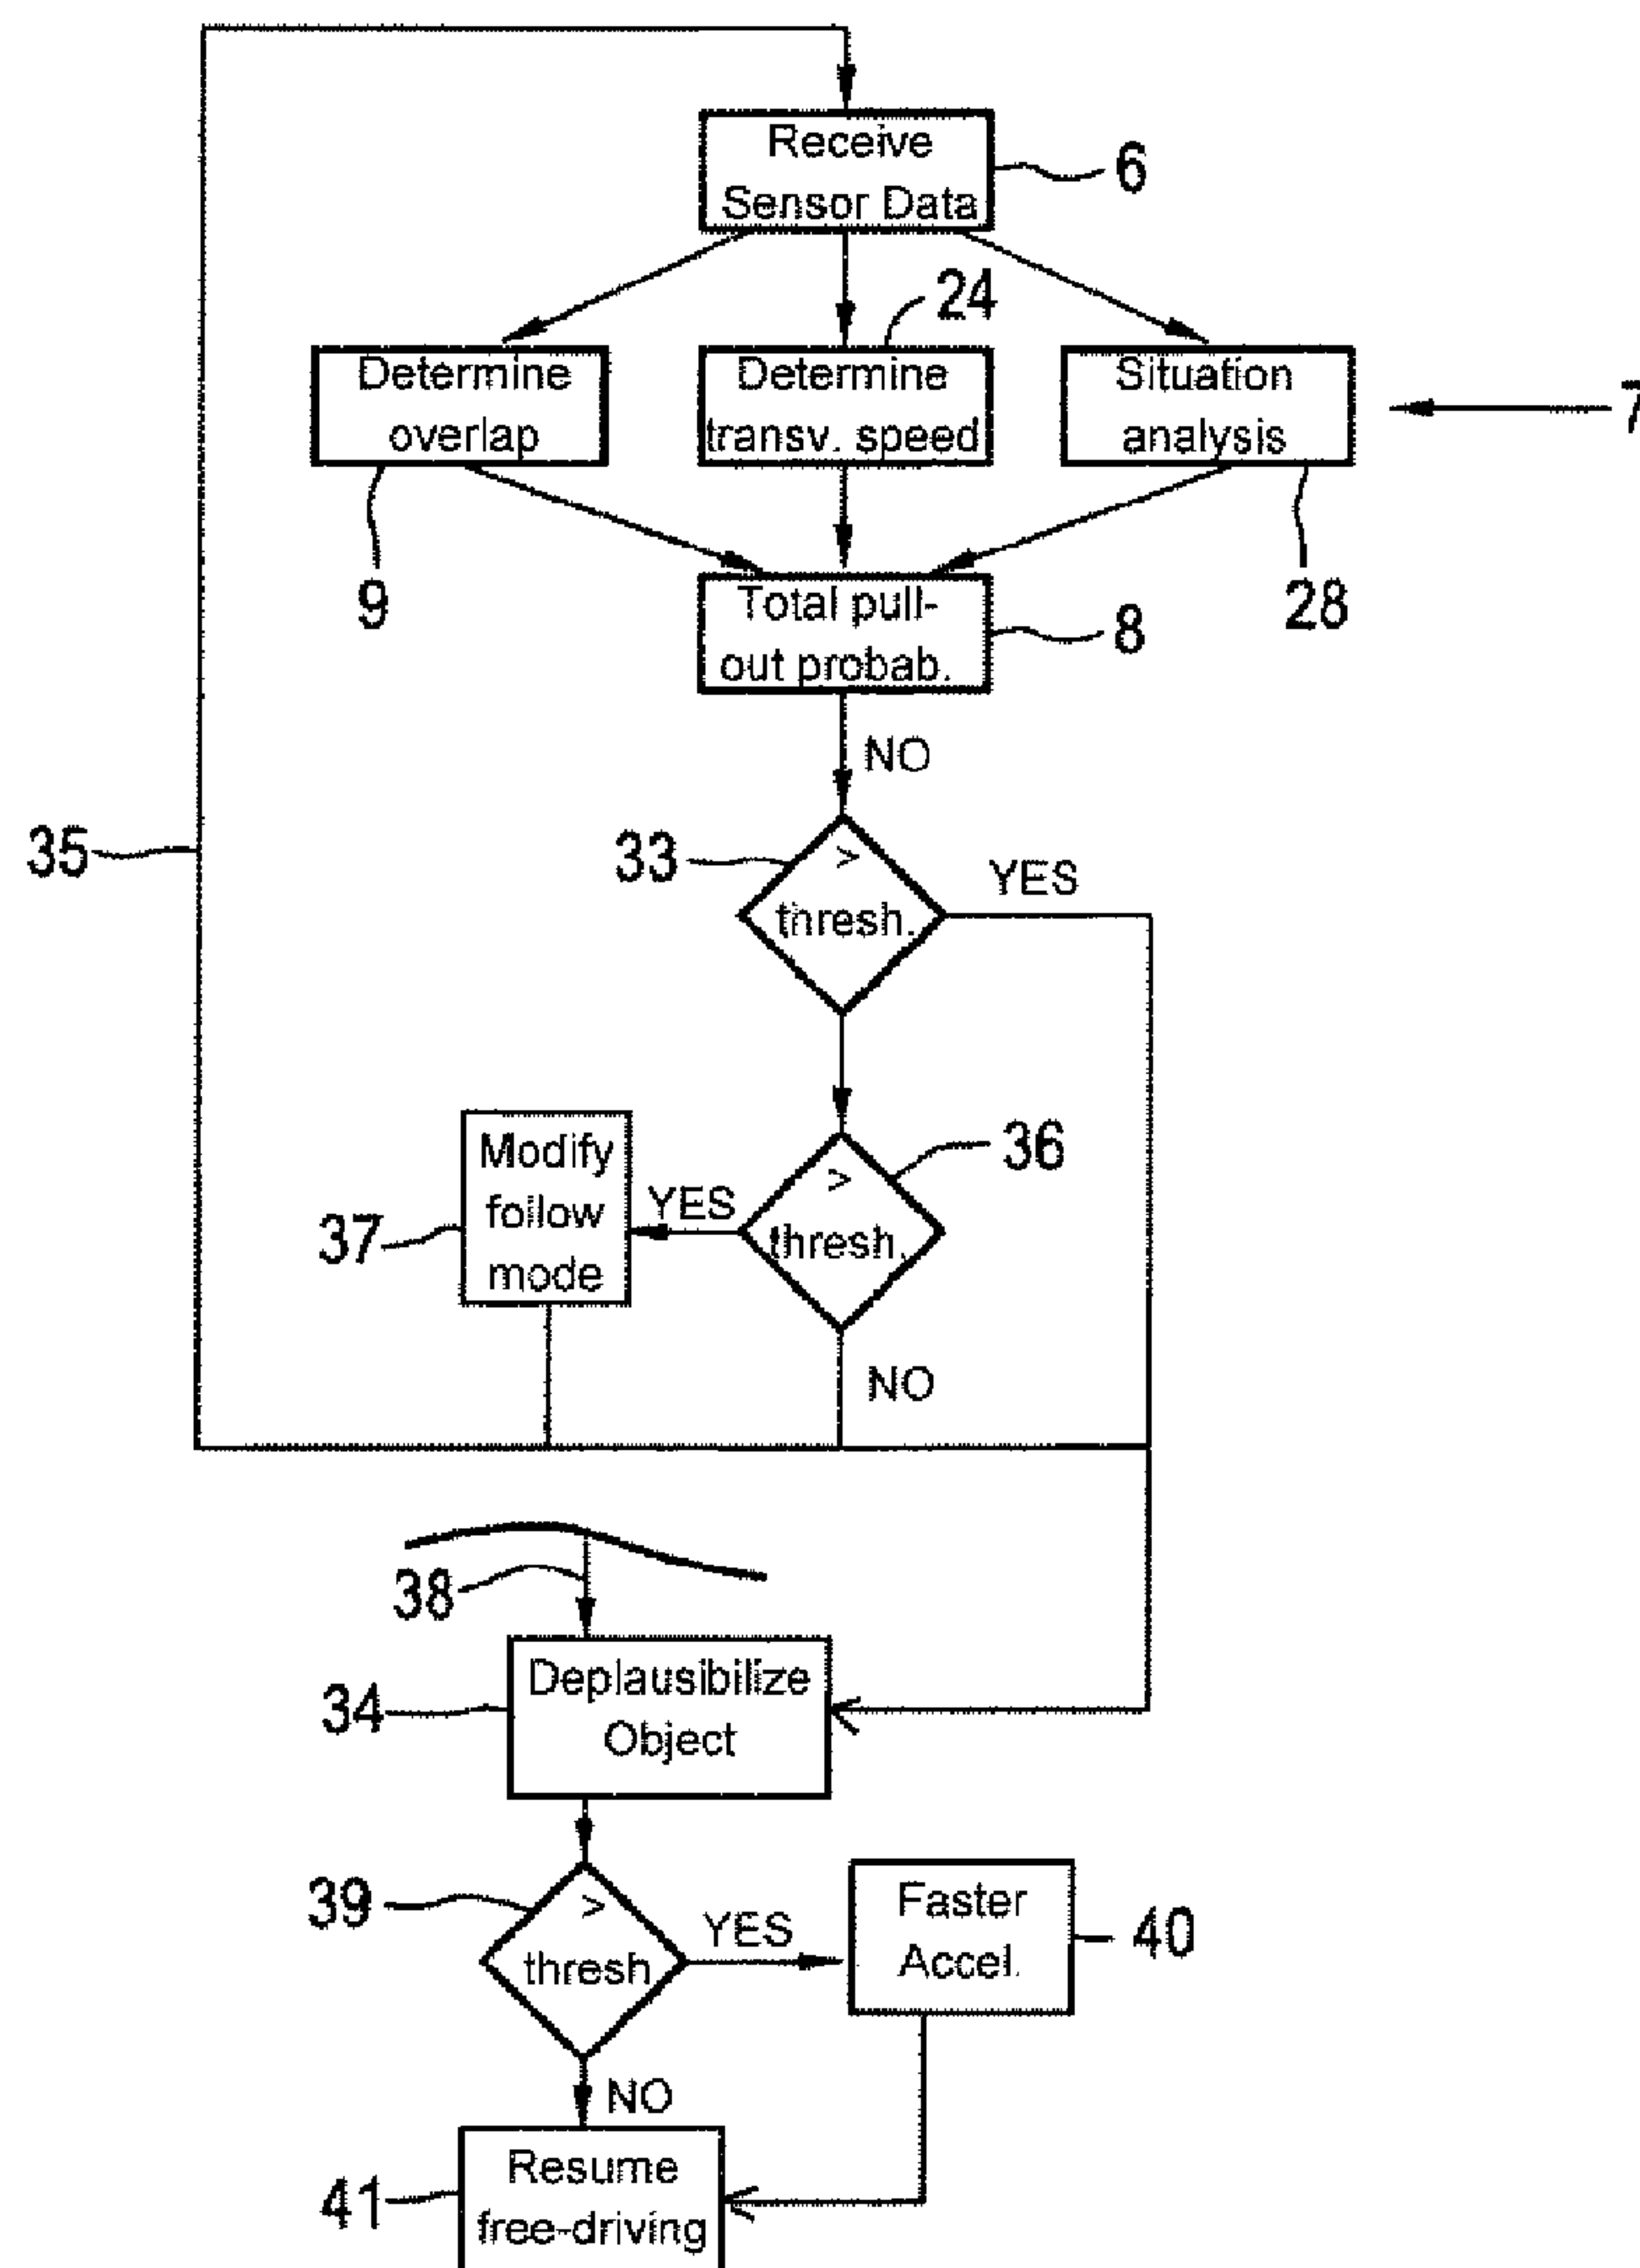 Receive
Sensor Data
6
24
Determine
overlap
Determine
transv. speed
Situation
analysis
7
9
28
Total pull-
out probab.
8
NO
35
33
>
thresh.
YES
36
>
thresh.
YES
Modify
foilow
mode
37
NO
38
Deplausibilize
Object
34
39
>
thresh
YES
Faster
Accel.
40
NO
Resume
free-driving
41